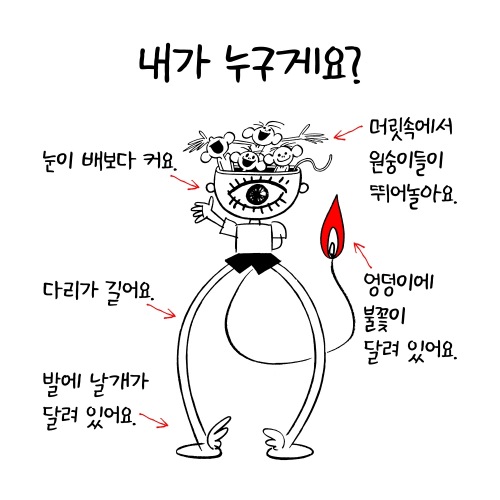 내가 누구게요?
눈이 배보다 커요.
머릿속에서
원숭이들이
뛰어놀아요.
다리가 길어요.
엉덩이에
불꽃이
달려 있어요.
발에 날개가
달려 있어요.